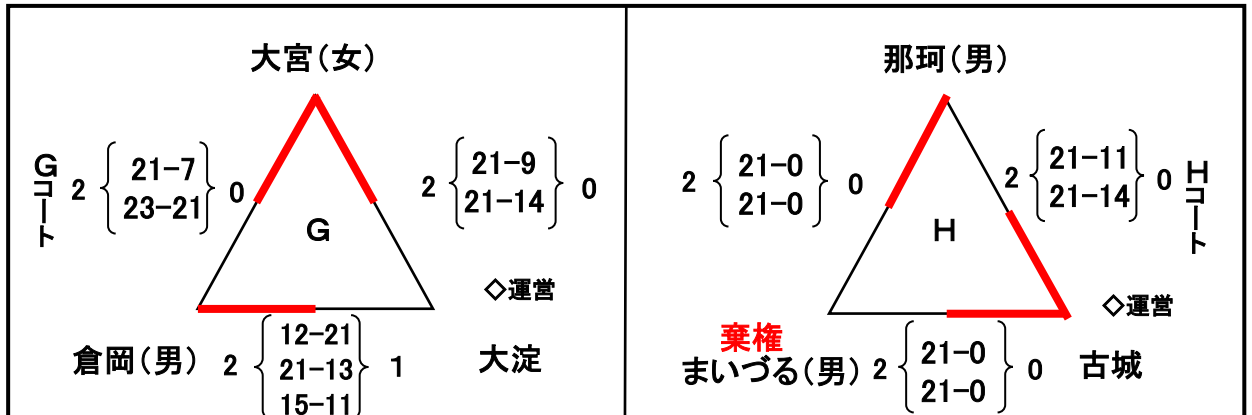 大宮(女)
Gコート
2 21-7 0
23-21
2 21-9 0
21-14
G
◇運営
倉岡(男) 2 12-21 1 大淀
21-13
15-11
那珂(男)
2 21-0 0
21-0
2 21-11 0
21-14
Hコート
H
◇運営
棄権
まいづる(男) 2 21-0 0 古城
21-0